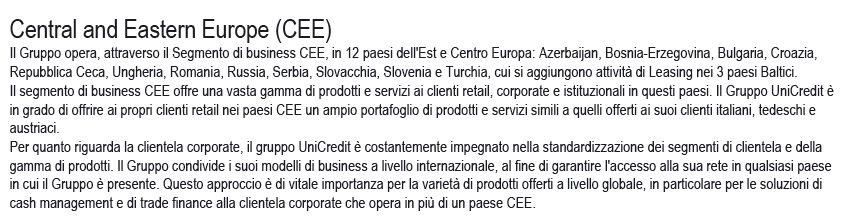 Central and Eastern Europe (CEE)
Il Gruppo opera, attraverso il Segmento di business CEE, in 12 paesi dell'Est e Centro Europa: Azerbaijan, Bosnia-Erzegovina, Bulgaria, Croazia,
Repubblica Ceca, Ungheria, Romania, Russia, Serbia, Slovacchia, Slovenia e Turchia, cui si aggiungono attività di Leasing nei 3 paesi Baltici.
Il segmento di business CEE offre una vasta gamma di prodotti e servizi ai clienti retail, corporate e istituzionali in questi paesi. Il Gruppo UniCredit è
in grado di offrire ai propri clienti retail nei paesi CEE un ampio portafoglio di prodotti e servizi simili a quelli offerti ai suoi clienti italiani, tedeschi e
austriaci.
Per quanto riguarda la clientela corporate, il gruppo UniCredit è costantemente impegnato nella standardizzazione dei segmenti di clientela e della
gamma di prodotti. Il Gruppo condivide i suoi modelli di business a livello internazionale, al fine di garantire l'accesso alla sua rete in qualsiasi paese
in cui il Gruppo è presente. Questo approccio è di vitale importanza per la varietà di prodotti offerti a livello globale, in particolare per le soluzioni di
cash management e di trade finance alla clientela corporate che opera in più di un paese CEE.